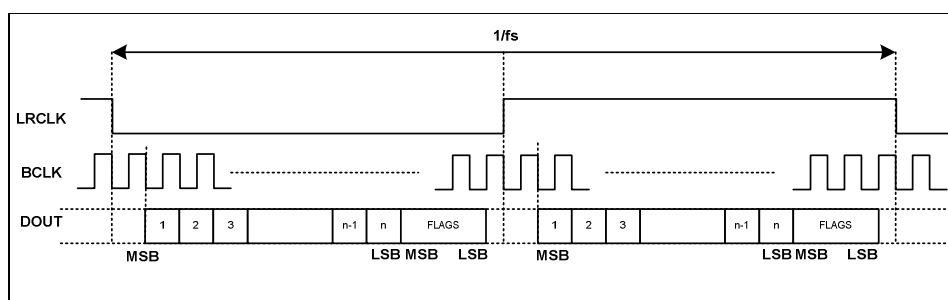 1/fs
LRCLK
BCLK
DOUT
1 2 3 n-1 n FLAGS 1 2 3 n-1 n FLAGS
MSB LSB MSB LSB MSB LSB MSB LSB